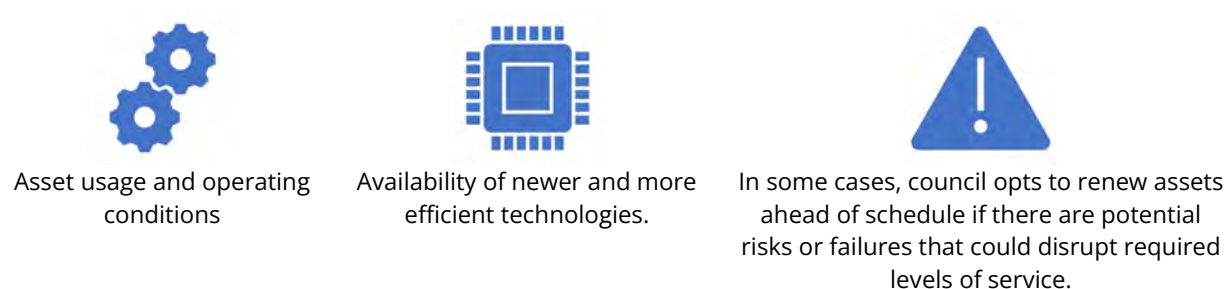 Asset usage and operating
conditions
Availability of newer and more
efficient technologies.
In some cases, council opts to renew assets
ahead of schedule if there are potential
risks or failures that could disrupt required
levels of service.